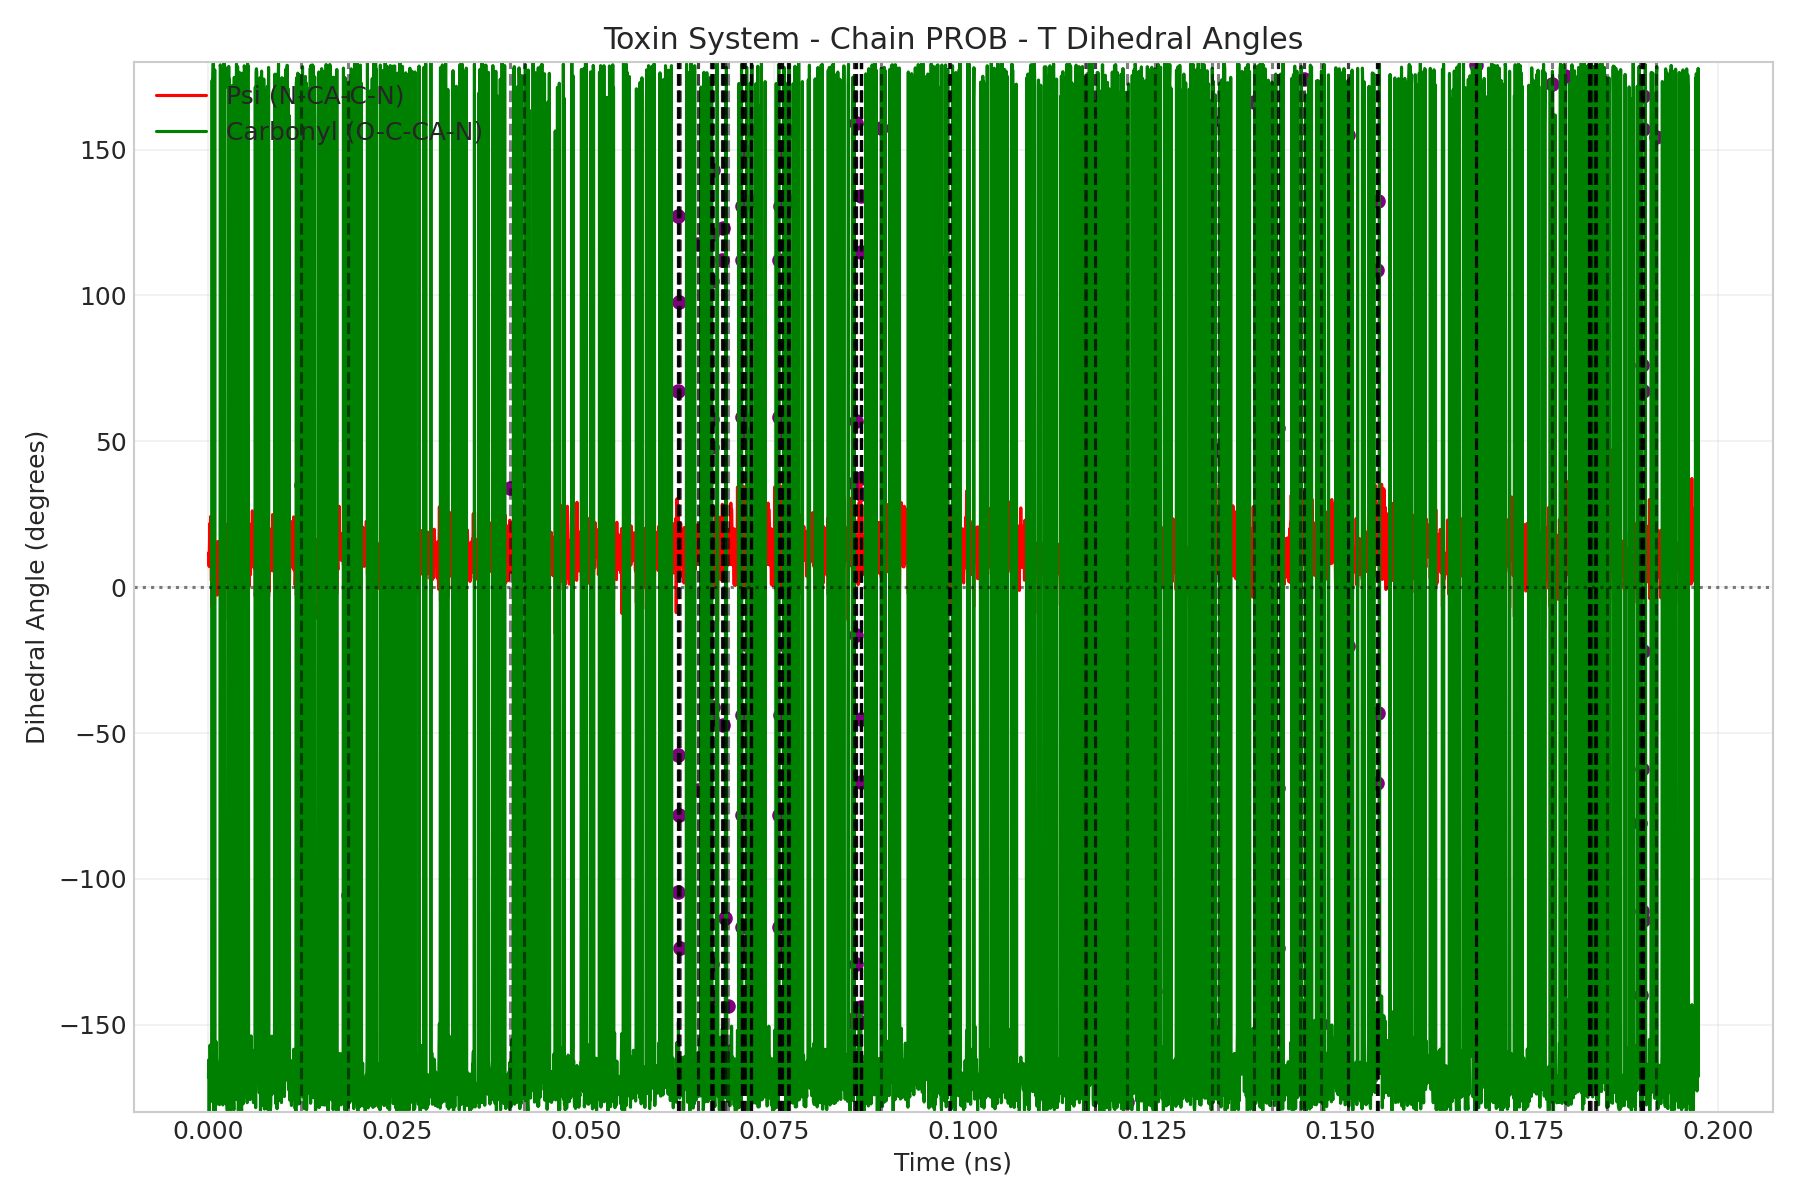 Toxin System - Chain PROB - T Dihedral Angles
Psi (N-CA-C-N)
Carbonyl (O-C-CA-N)
150
100
50
0
−50
−100
−150
Dihedral Angle (degrees)
0.000 0.025 0.050 0.075 0.100 0.125 0.150 0.175 0.200
Time (ns)